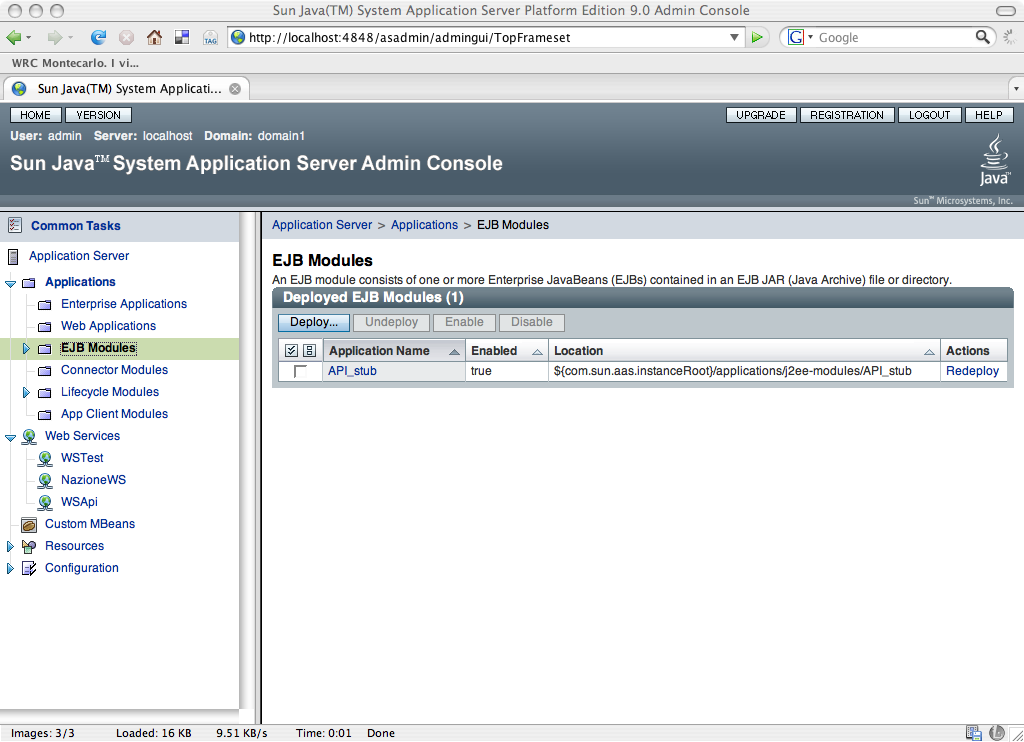 Sun Java(TM) System Application Server Platform Edition 9.0 Admin Console
TAG
http://localhost:4848/asadmin/admingui/TopFrameset
G
Google
WRC Montecarlo. I vi...
Sun Java(TM) System Applicati...
HOME
VERSION
UPGRADE
REGISTRATION
LOGOUT
HELP
User: admin Server: localhost Domain: domain1
Sun Java™ System Application Server Admin Console
Java™
Sun™ Microsystems, Inc.
Common Tasks
Application Server
Applications
Enterprise Applications
Web Applications
EJB Modules
Connector Modules
Lifecycle Modules
App Client Modules
Web Services
WSTest
NazioneWS
WSApi
Custom MBeans
Resources
Configuration
Application Server > Applications > EJB Modules
EJB Modules
An EJB module consists of one or more Enterprise JavaBeans (EJBs) contained in an EJB JAR (Java Archive) file or directory.
Deployed EJB Modules (1)
Deploy...
Undeploy
Enable
Disable
Application Name
Enabled
Location
Actions
API_stub
true
${com.sun.aas.instanceRoot}/applications/j2ee-modules/API_stub
Redeploy
Images: 3/3
Loaded: 16 KB
9.51 KB/s
Time: 0:01
Done